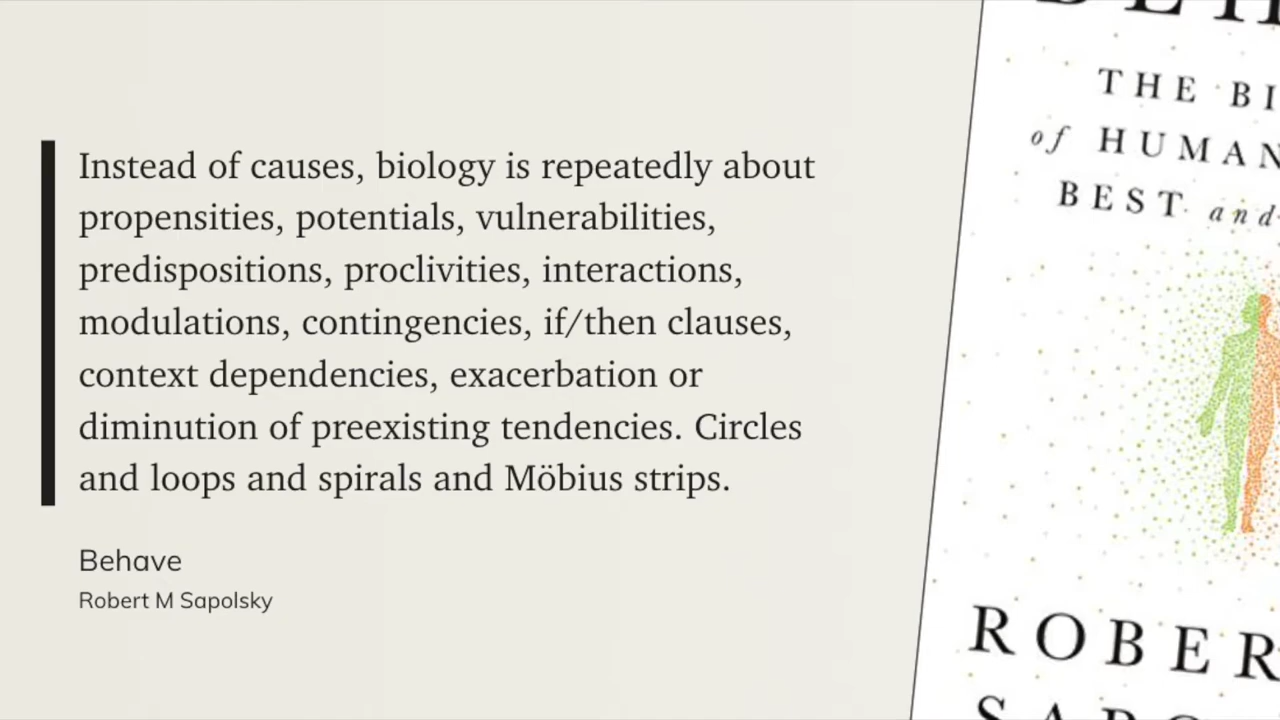 Instead of causes, biology is repeatedly about
propensities, potentials, vulnerabilities,
predispositions, proclivities, interactions,
modulations, contingencies, if/then clauses,
context dependencies, exacerbation or
diminution of preexisting tendencies. Circles
and loops and spirals and Möbius strips.
Behave
Robert M Sapolsky
THE BI
of HUMAN
BEST and
ROBER